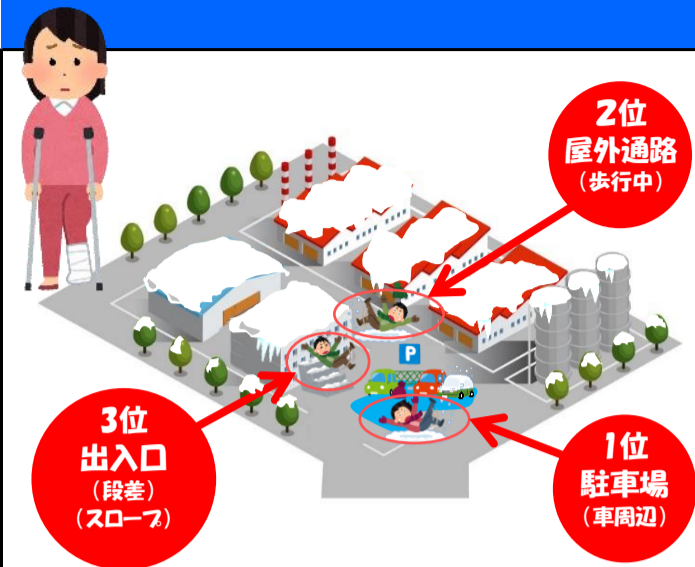 2位
屋外通路
（歩行中）
P
3位
出入口
（段差）
（スロープ）
1位
駐車場
（車周辺）